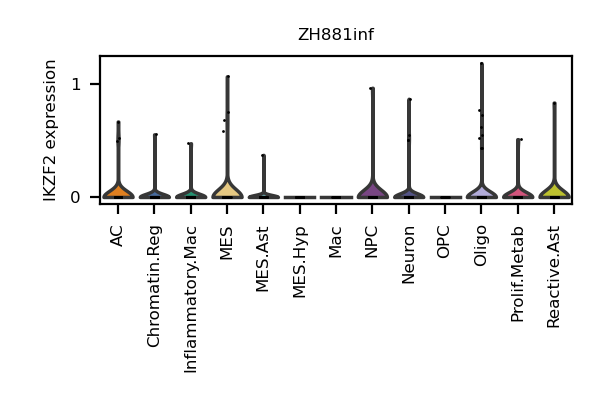 ZH881inf
IKZF2 expression
1
0
AC
Chromatin.Reg
Inflammatory.Mac
MES
MES.Ast
MES.Hyp
Mac
NPC
Neuron
OPC
Oligo
Prolif.Metab
Reactive.Ast